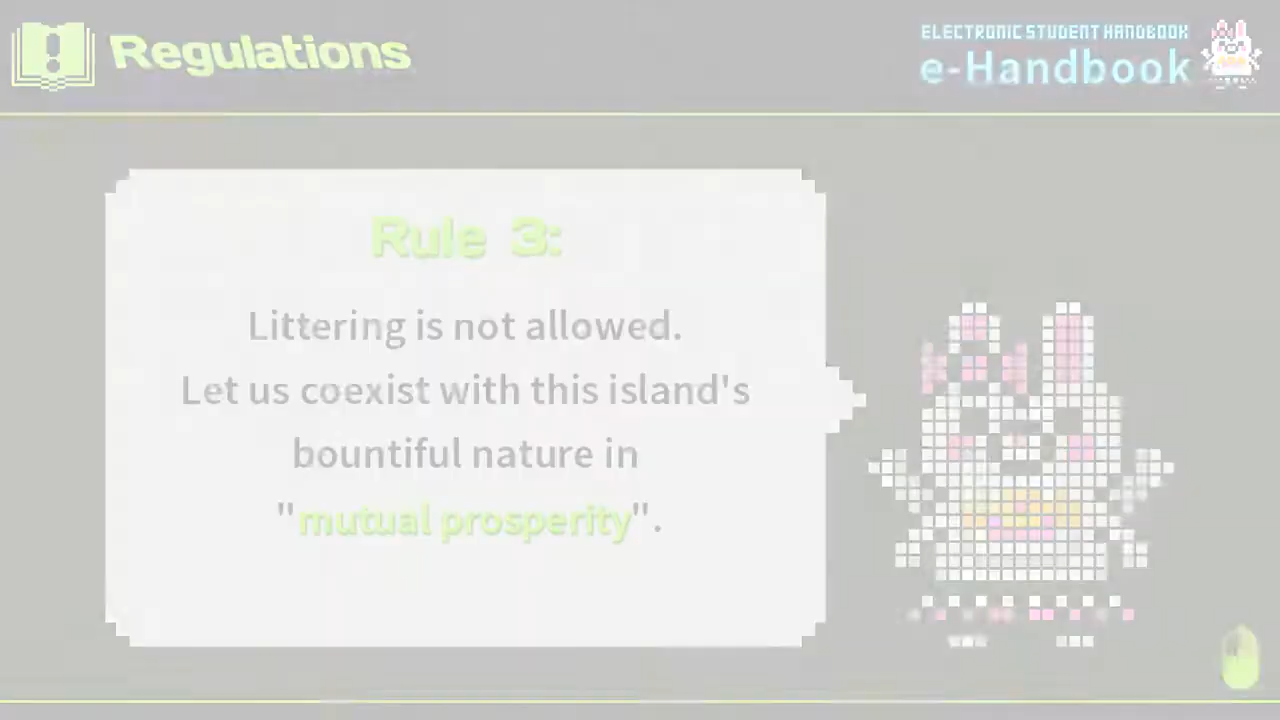 Regulations
ELECTRONIC STUDENT HANDBOOK
e-Handbook
Rule 3:
Littering is not allowed.
Let us coexist with this island's
bountiful nature in
"mutual prosperity".